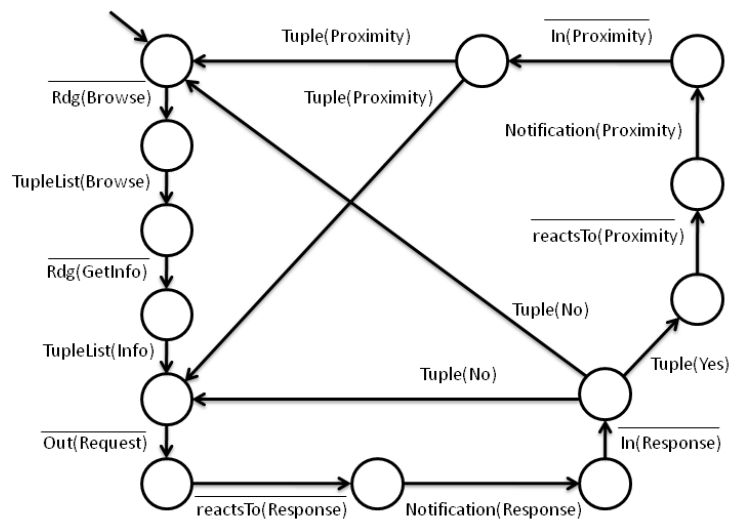 Tuple(Proximity)
In(Proximity)
Rdg(Browse)
Tuple(Proximity)
Notification(Proximity)
TupleList(Browse)
reactsTo(Proximity)
Rdg(GetInfo)
Tuple(No)
TupleList(Info)
Tuple(Yes)
Tuple(No)
Out(Request)
In(Response)
reactsTo(Response)
Notification(Response)